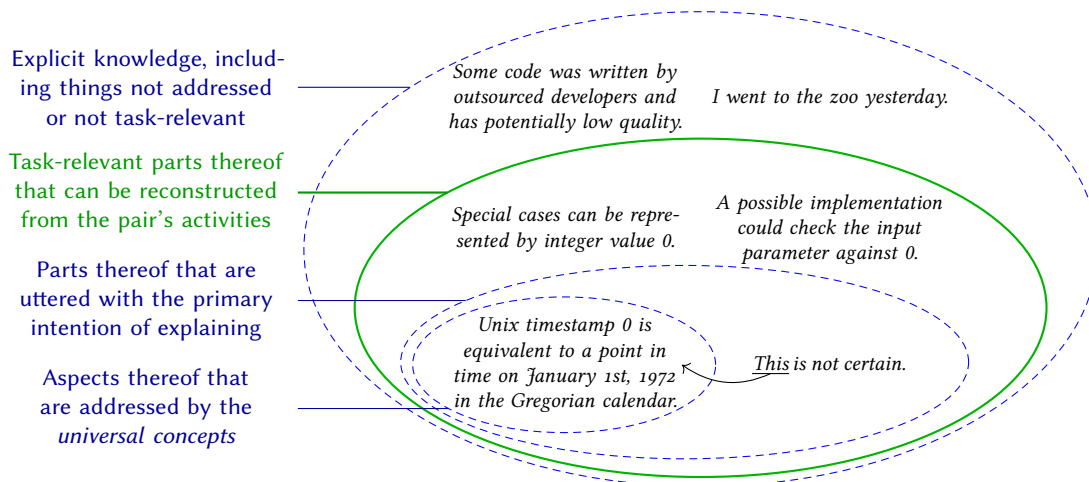 Explicit knowledge, includ-
ing things not addressed
or not task-relevant
Task-relevant parts thereof
that can be reconstructed
from the pair's activities
Parts thereof that are
uttered with the primary
intention of explaining
Aspects thereof that
are addressed by the
universal concepts
Some code was written by
outsourced developers and
has potentially low quality.
I went to the zoo yesterday.
Special cases can be repre-
sented by integer value 0.
A possible implementation
could check the input
parameter against 0.
Unix timestamp 0 is
equivalent to a point in
time on January 1st, 1972
in the Gregorian calendar.
This is not certain.